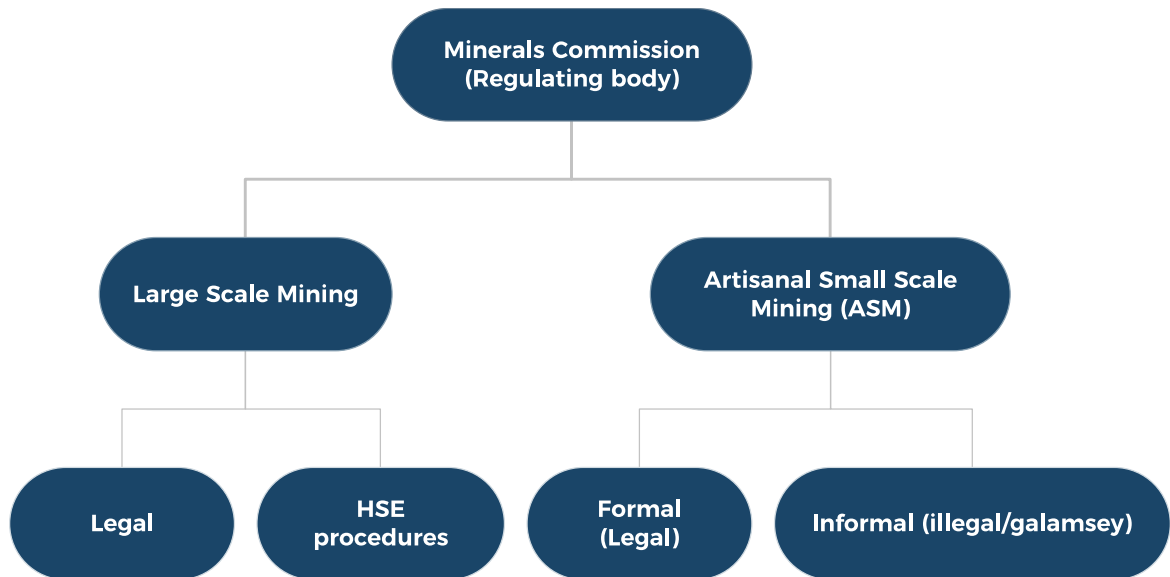 Minerals Commission
(Regulating body)
Large Scale Mining
Artisanal Small Scale
Mining (ASM)
Legal
HSE
procedures
Formal
(Legal)
Informal (illegal/galamsey)